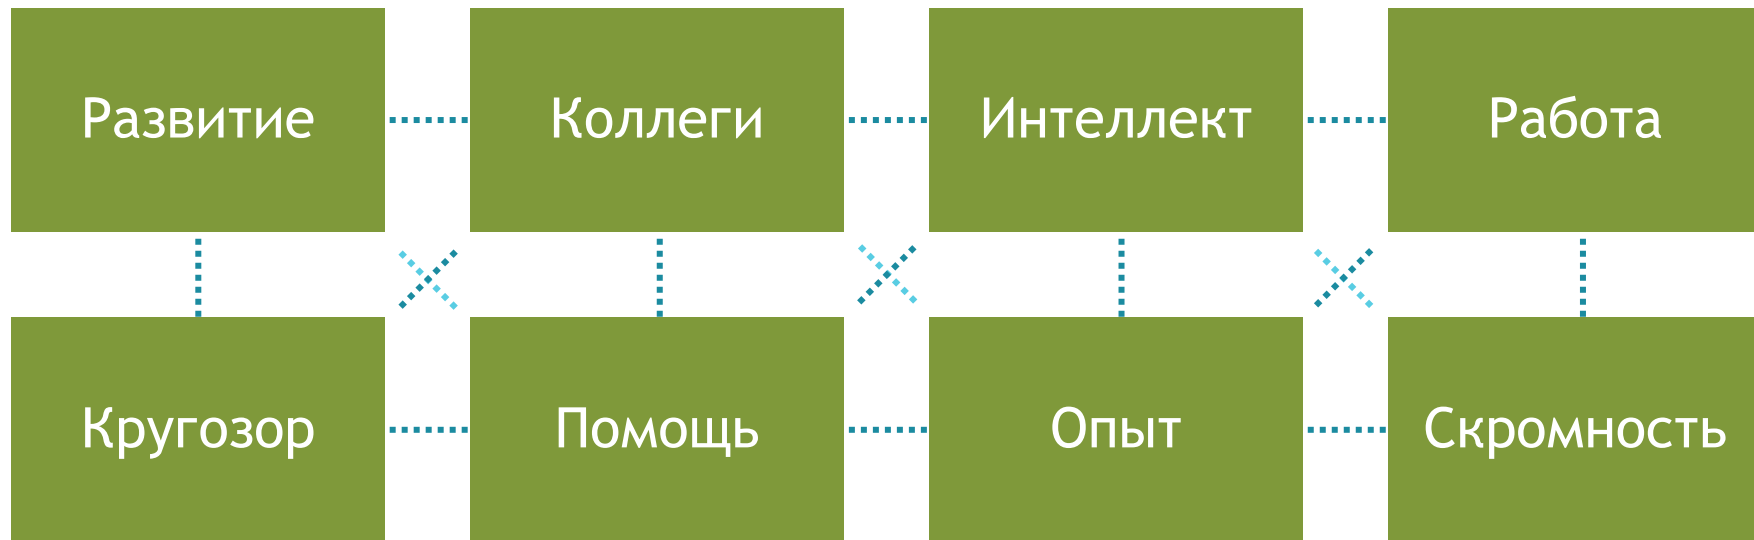 Развитие
Коллеги
Интеллект
Работа
Кругозор
Помощь
Опыт
Скромность